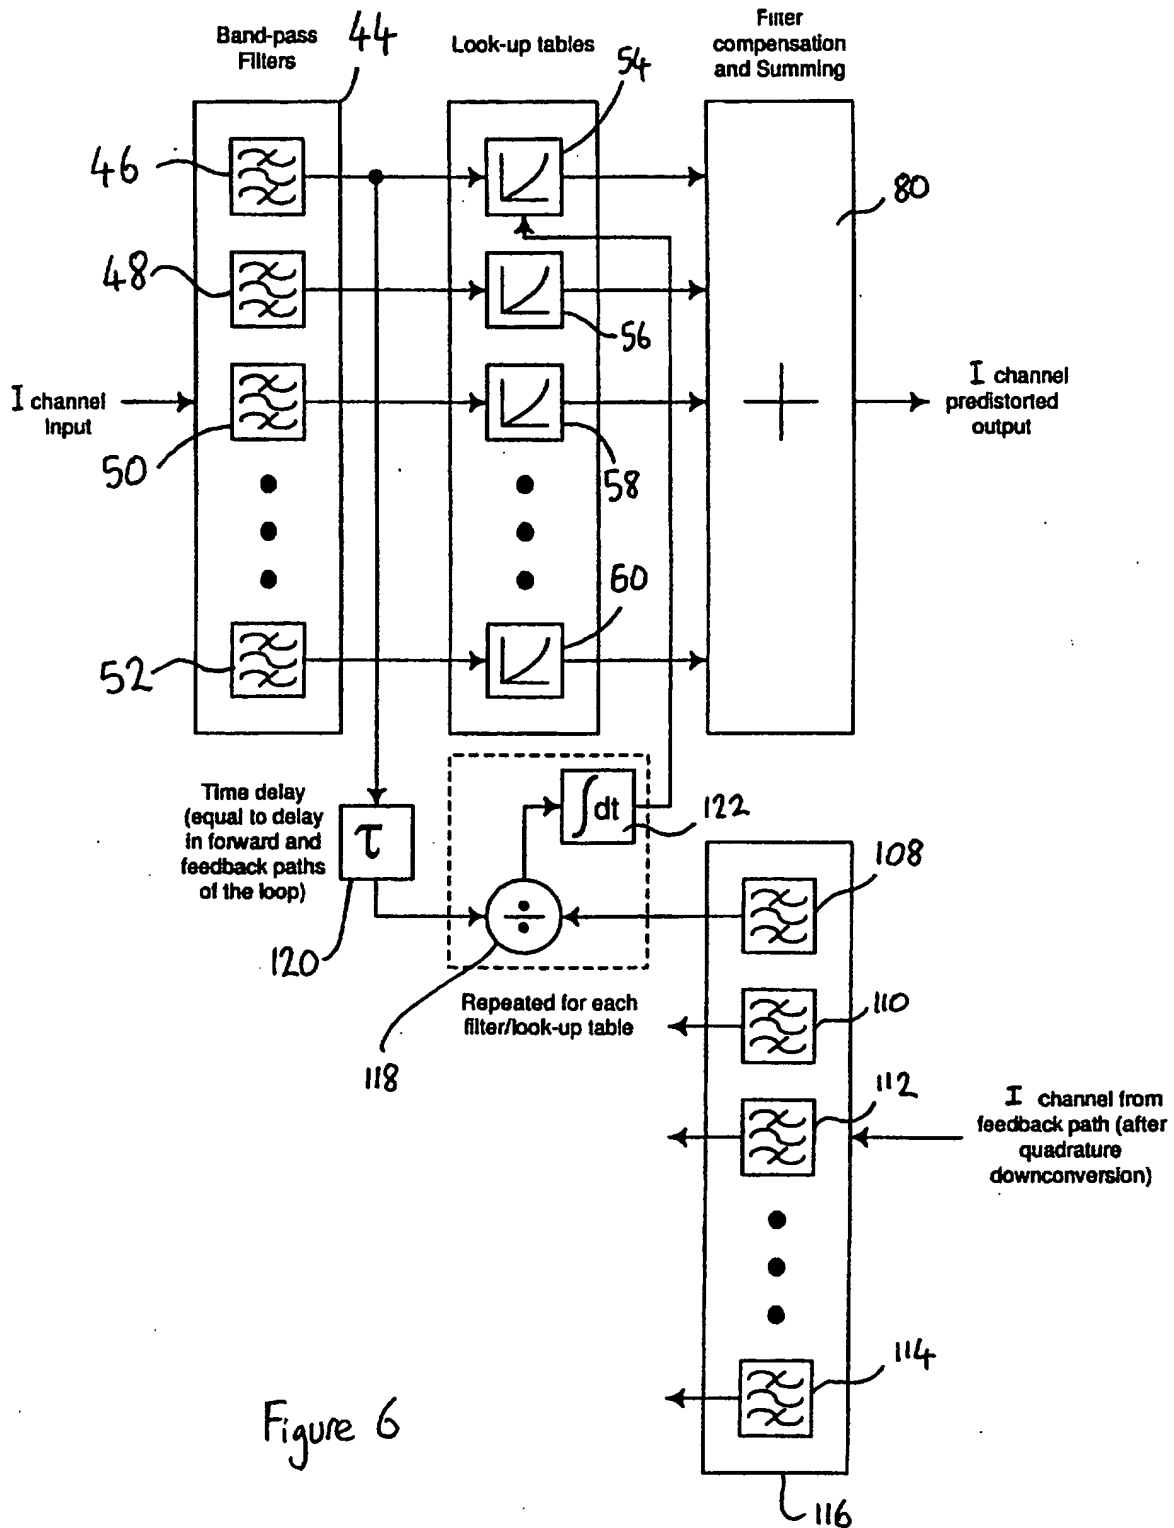 Band-pass
Filters
44
Look-up tables
54
Filter
compensation
and Summing
46
80
48
56
I channel
Input
50
58
I channel
predistorted
output
52
60
Time delay
(equal to delay
in forward and
feedback paths
of the loop)
τ
120
∫dt
122
÷
118
Repeated for each
filter/look-up table
108
110
112
I channel from
feedback path (after
quadrature
downconversion)
114
116
Figure 6